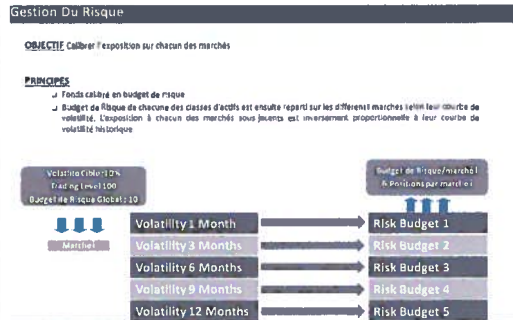 Gestion Du Risque
OBJECTIF Calibrer l'exposition sur chacun des marchés
PRINCIPES
Fonds calibré en budget de risque
Budget de Risque de chacune des classes d'actifs est ensuite reparti sur les différents marches selon leur courbe de
volatilité. L'exposition à chacun des marchés sous jacents est inversement proportionnelle à leur courbe de
volatilité historique
Volatilité Cible: 10%
Trading Level 100
Budget de Risque Global: 10
Budget de Risque/marché i
6 Positions par marché i
Marché i
Volatility 1 Month
Risk Budget 1
Volatility 3 Months
Risk Budget 2
Volatility 6 Months
Risk Budget 3
Volatility 9 Months
Risk Budget 4
Volatility 12 Months
Risk Budget 5